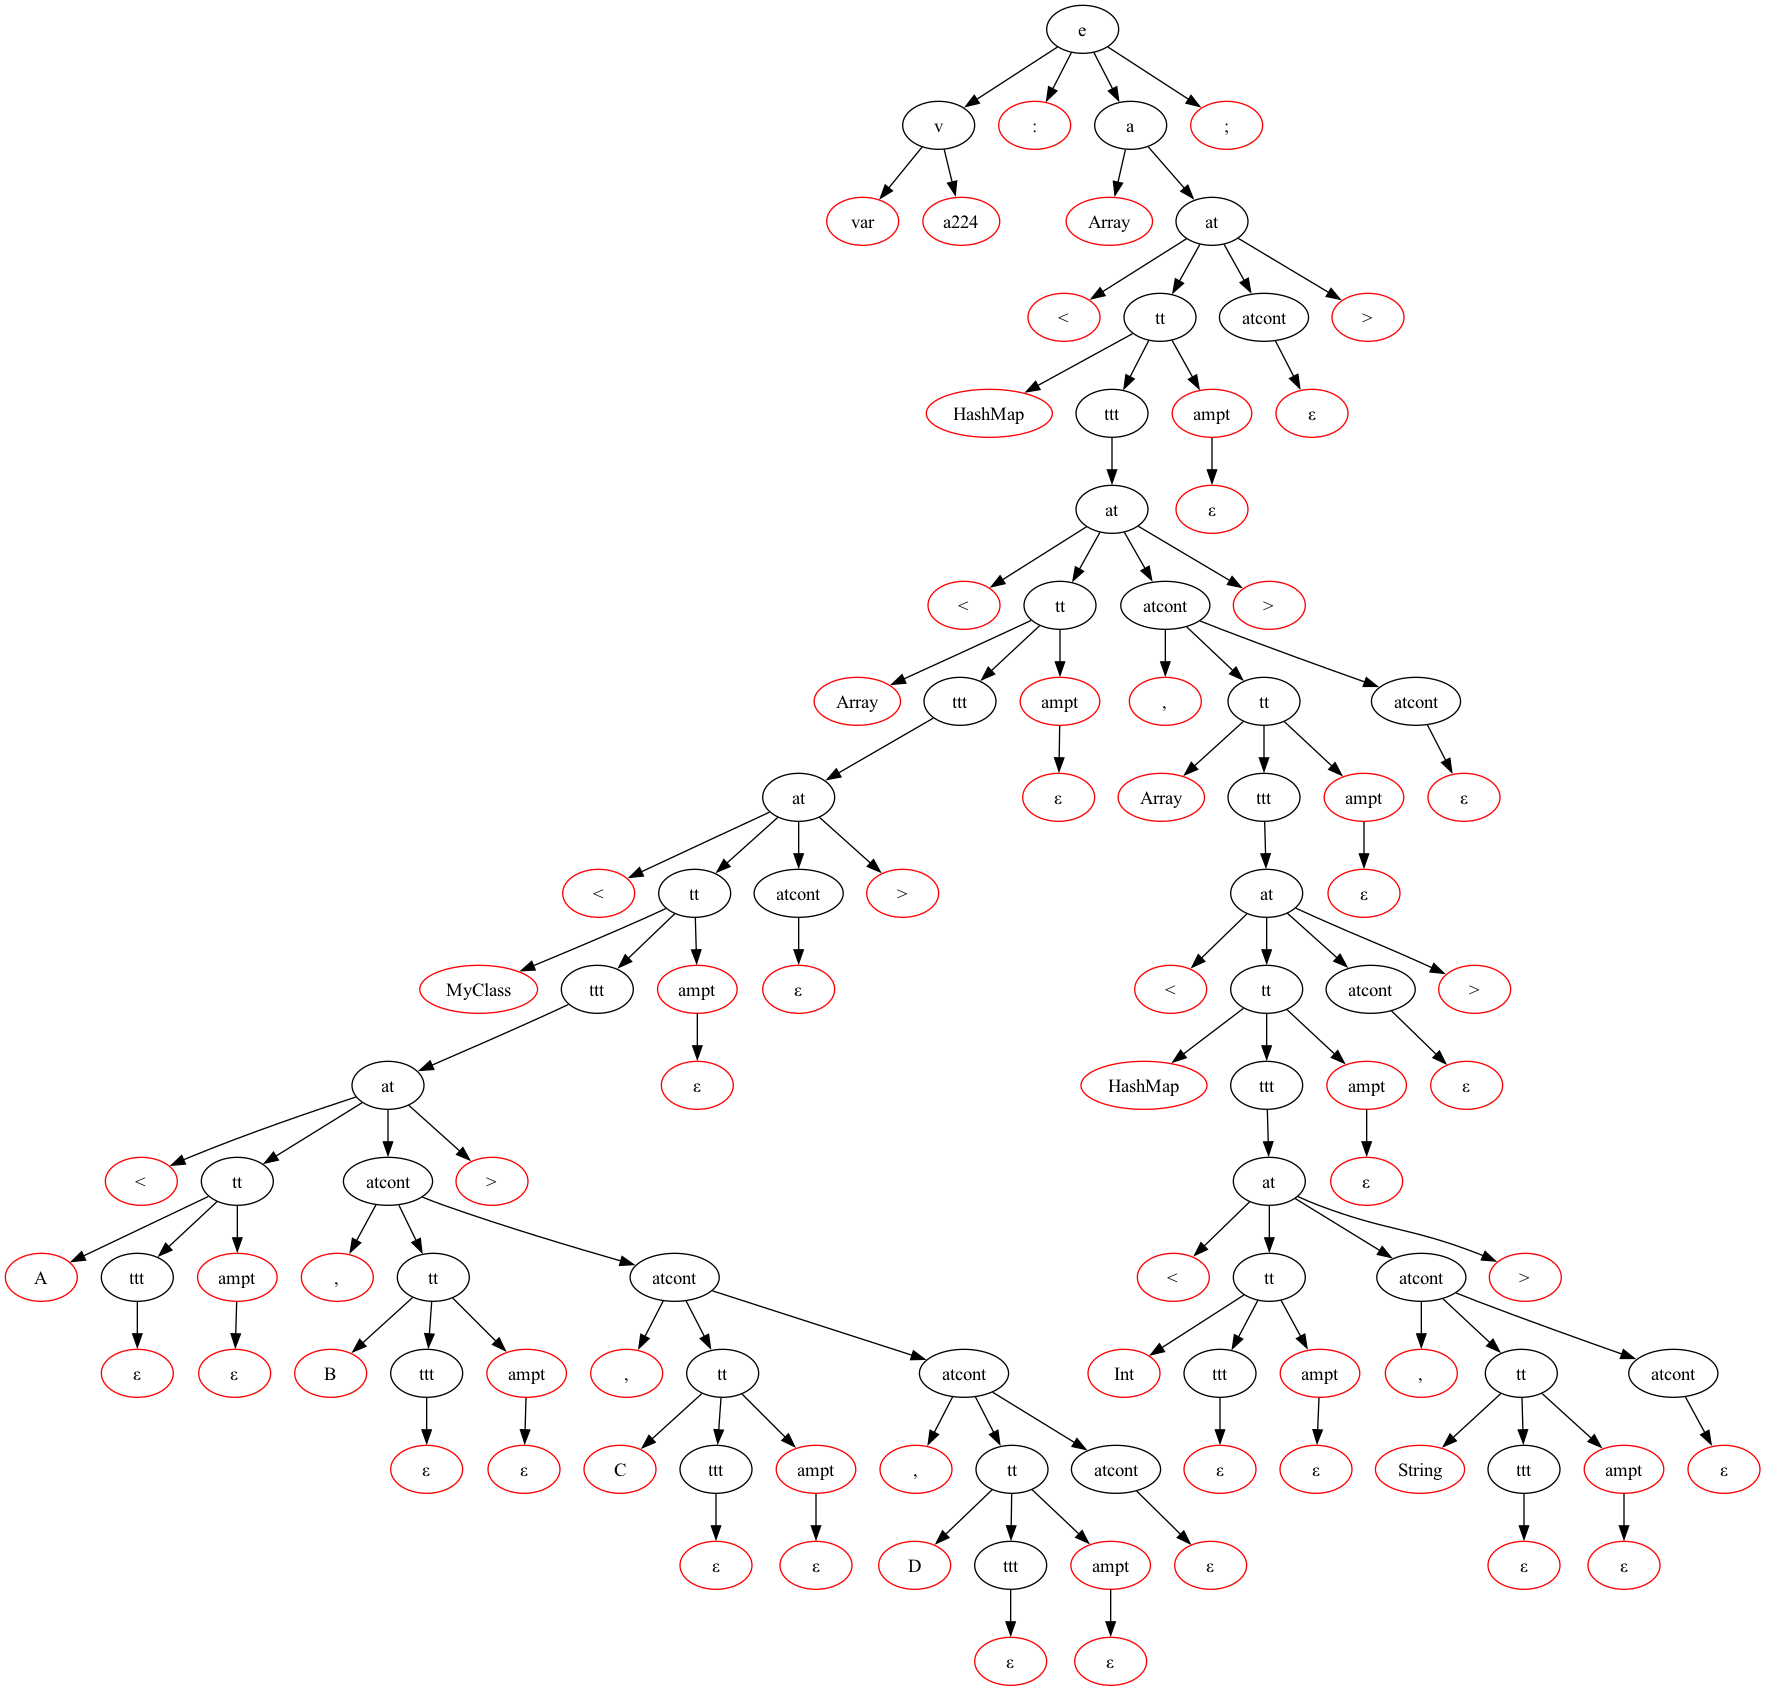 e
v : a ;
var a224 Array at
< tt atcont >
HashMap ttt ampt ε
at ε
< tt atcont >
Array ttt ampt , tt atcont
at ε Array ttt ampt ε
< tt atcont > at ε
MyClass ttt ampt ε < tt atcont >
at ε HashMap ttt ampt ε
< tt atcont > at ε
A ttt ampt , tt atcont < tt atcont >
ε ε B ttt ampt , tt atcont Int ttt ampt , tt atcont
ε ε C ttt ampt , tt atcont ε ε String ttt ampt ε
ε ε D ttt ampt ε ε ε
ε ε